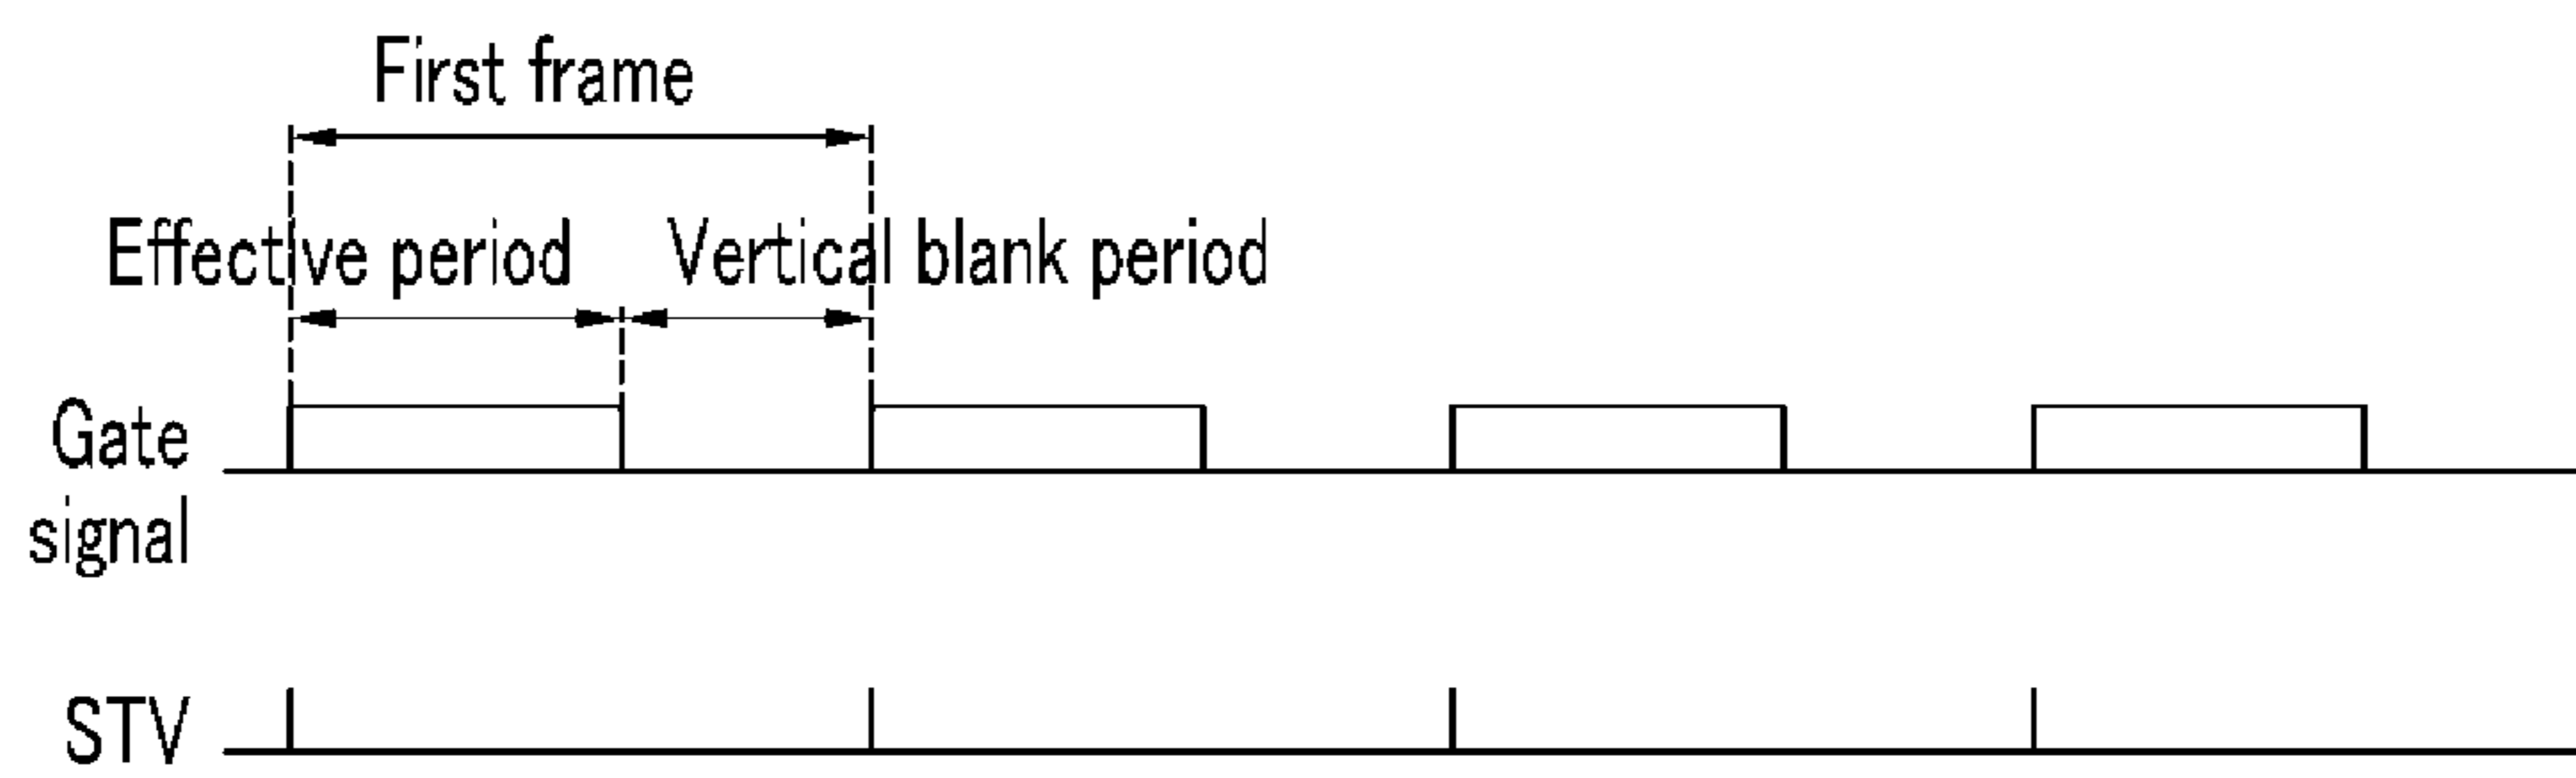 First frame
Effective period
Vertical blank period
Gate
signal
STV